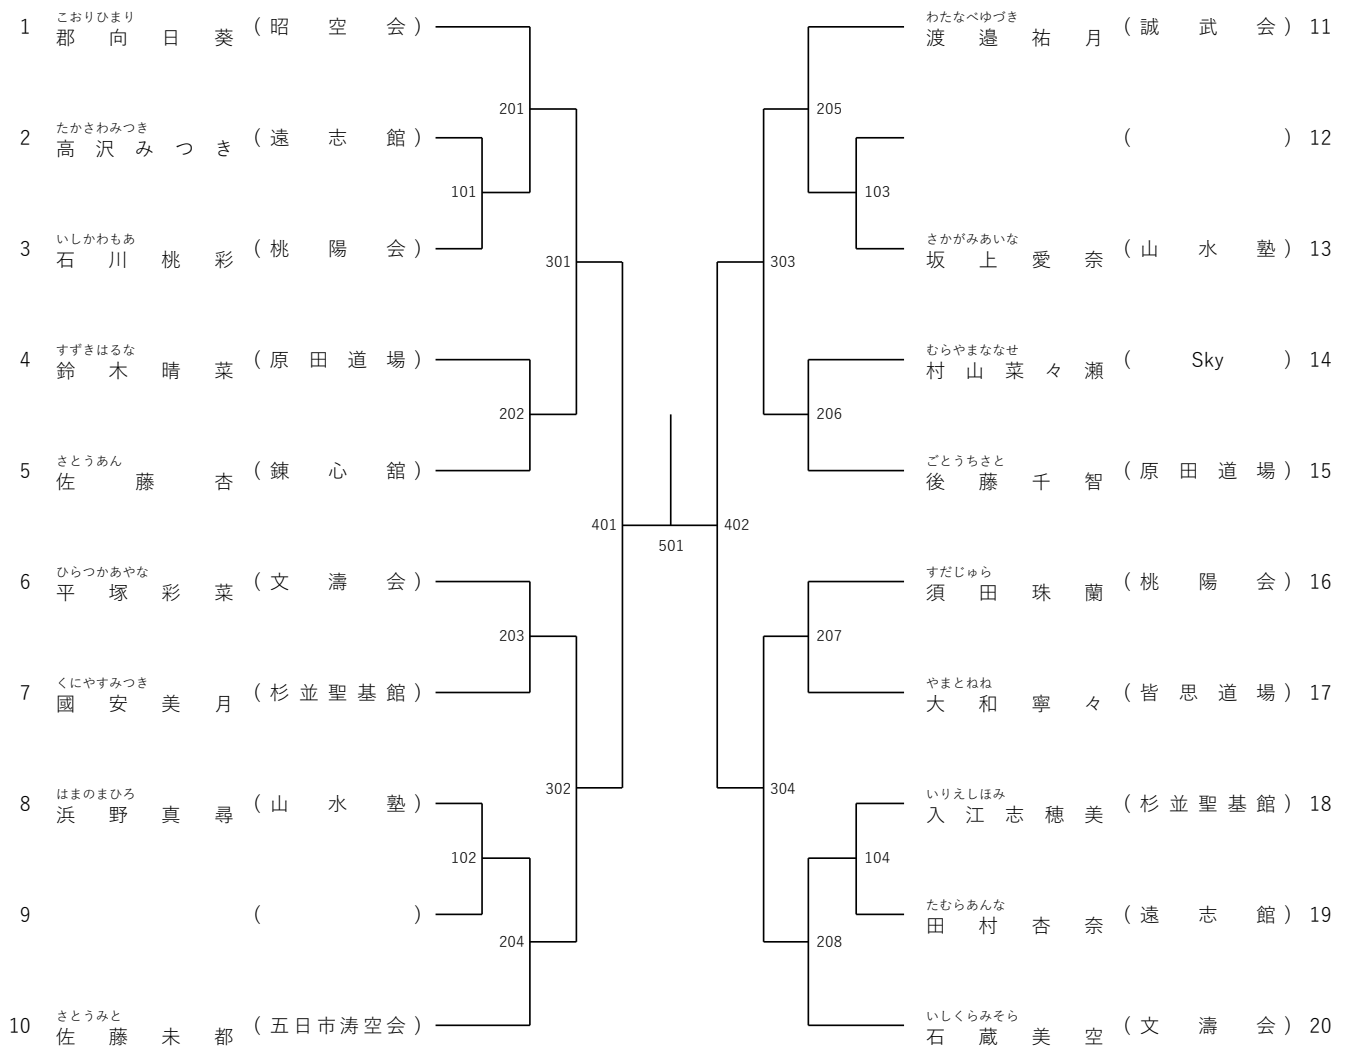 こおりひまり
1 郡向日葵 (昭空会)
201
たかさわみつき
2 高沢みつき (遠志館)
101
いしかわもあ
3 石川桃彩 (桃陽会)
301
すずきはるな
4 鈴木晴菜 (原田道場)
202
さとうあん
5 佐藤杏 (錬心舘)
401
501
ひらつかあやな
6 平塚彩菜 (文濤会)
203
くにやすみつき
7 國安美月 (杉並聖基館)
302
はまのまひろ
8 浜野真尋 (山水塾)
102
9 ( )
204
さとうみと
10 佐藤未都 (五日市涛空会)
わたなべゆづき
渡邉祐月 (誠武会) 11
205
( ) 12
103
さかがみあいな
坂上愛奈 (山水塾) 13
303
むらやまななせ
村山菜々瀬 (Sky) 14
206
ごとうちさと
後藤千智 (原田道場) 15
402
すだじゅら
須田珠蘭 (桃陽会) 16
207
やまとねね
大和寧々 (皆思道場) 17
304
いりえしほみ
入江志穂美 (杉並聖基館) 18
104
たむらあんな
田村杏奈 (遠志館) 19
208
いしくらみそら
石蔵美空 (文濤会) 20